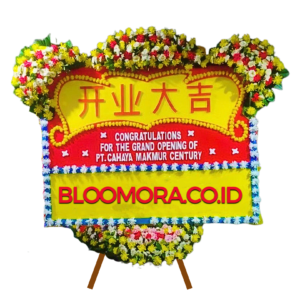 开业大吉
CONGRATULATIONS
FOR THE GRAND OPENING OF
PT. CAHAYA MAKMUR CENTURY
BLOOMORA.CO.ID